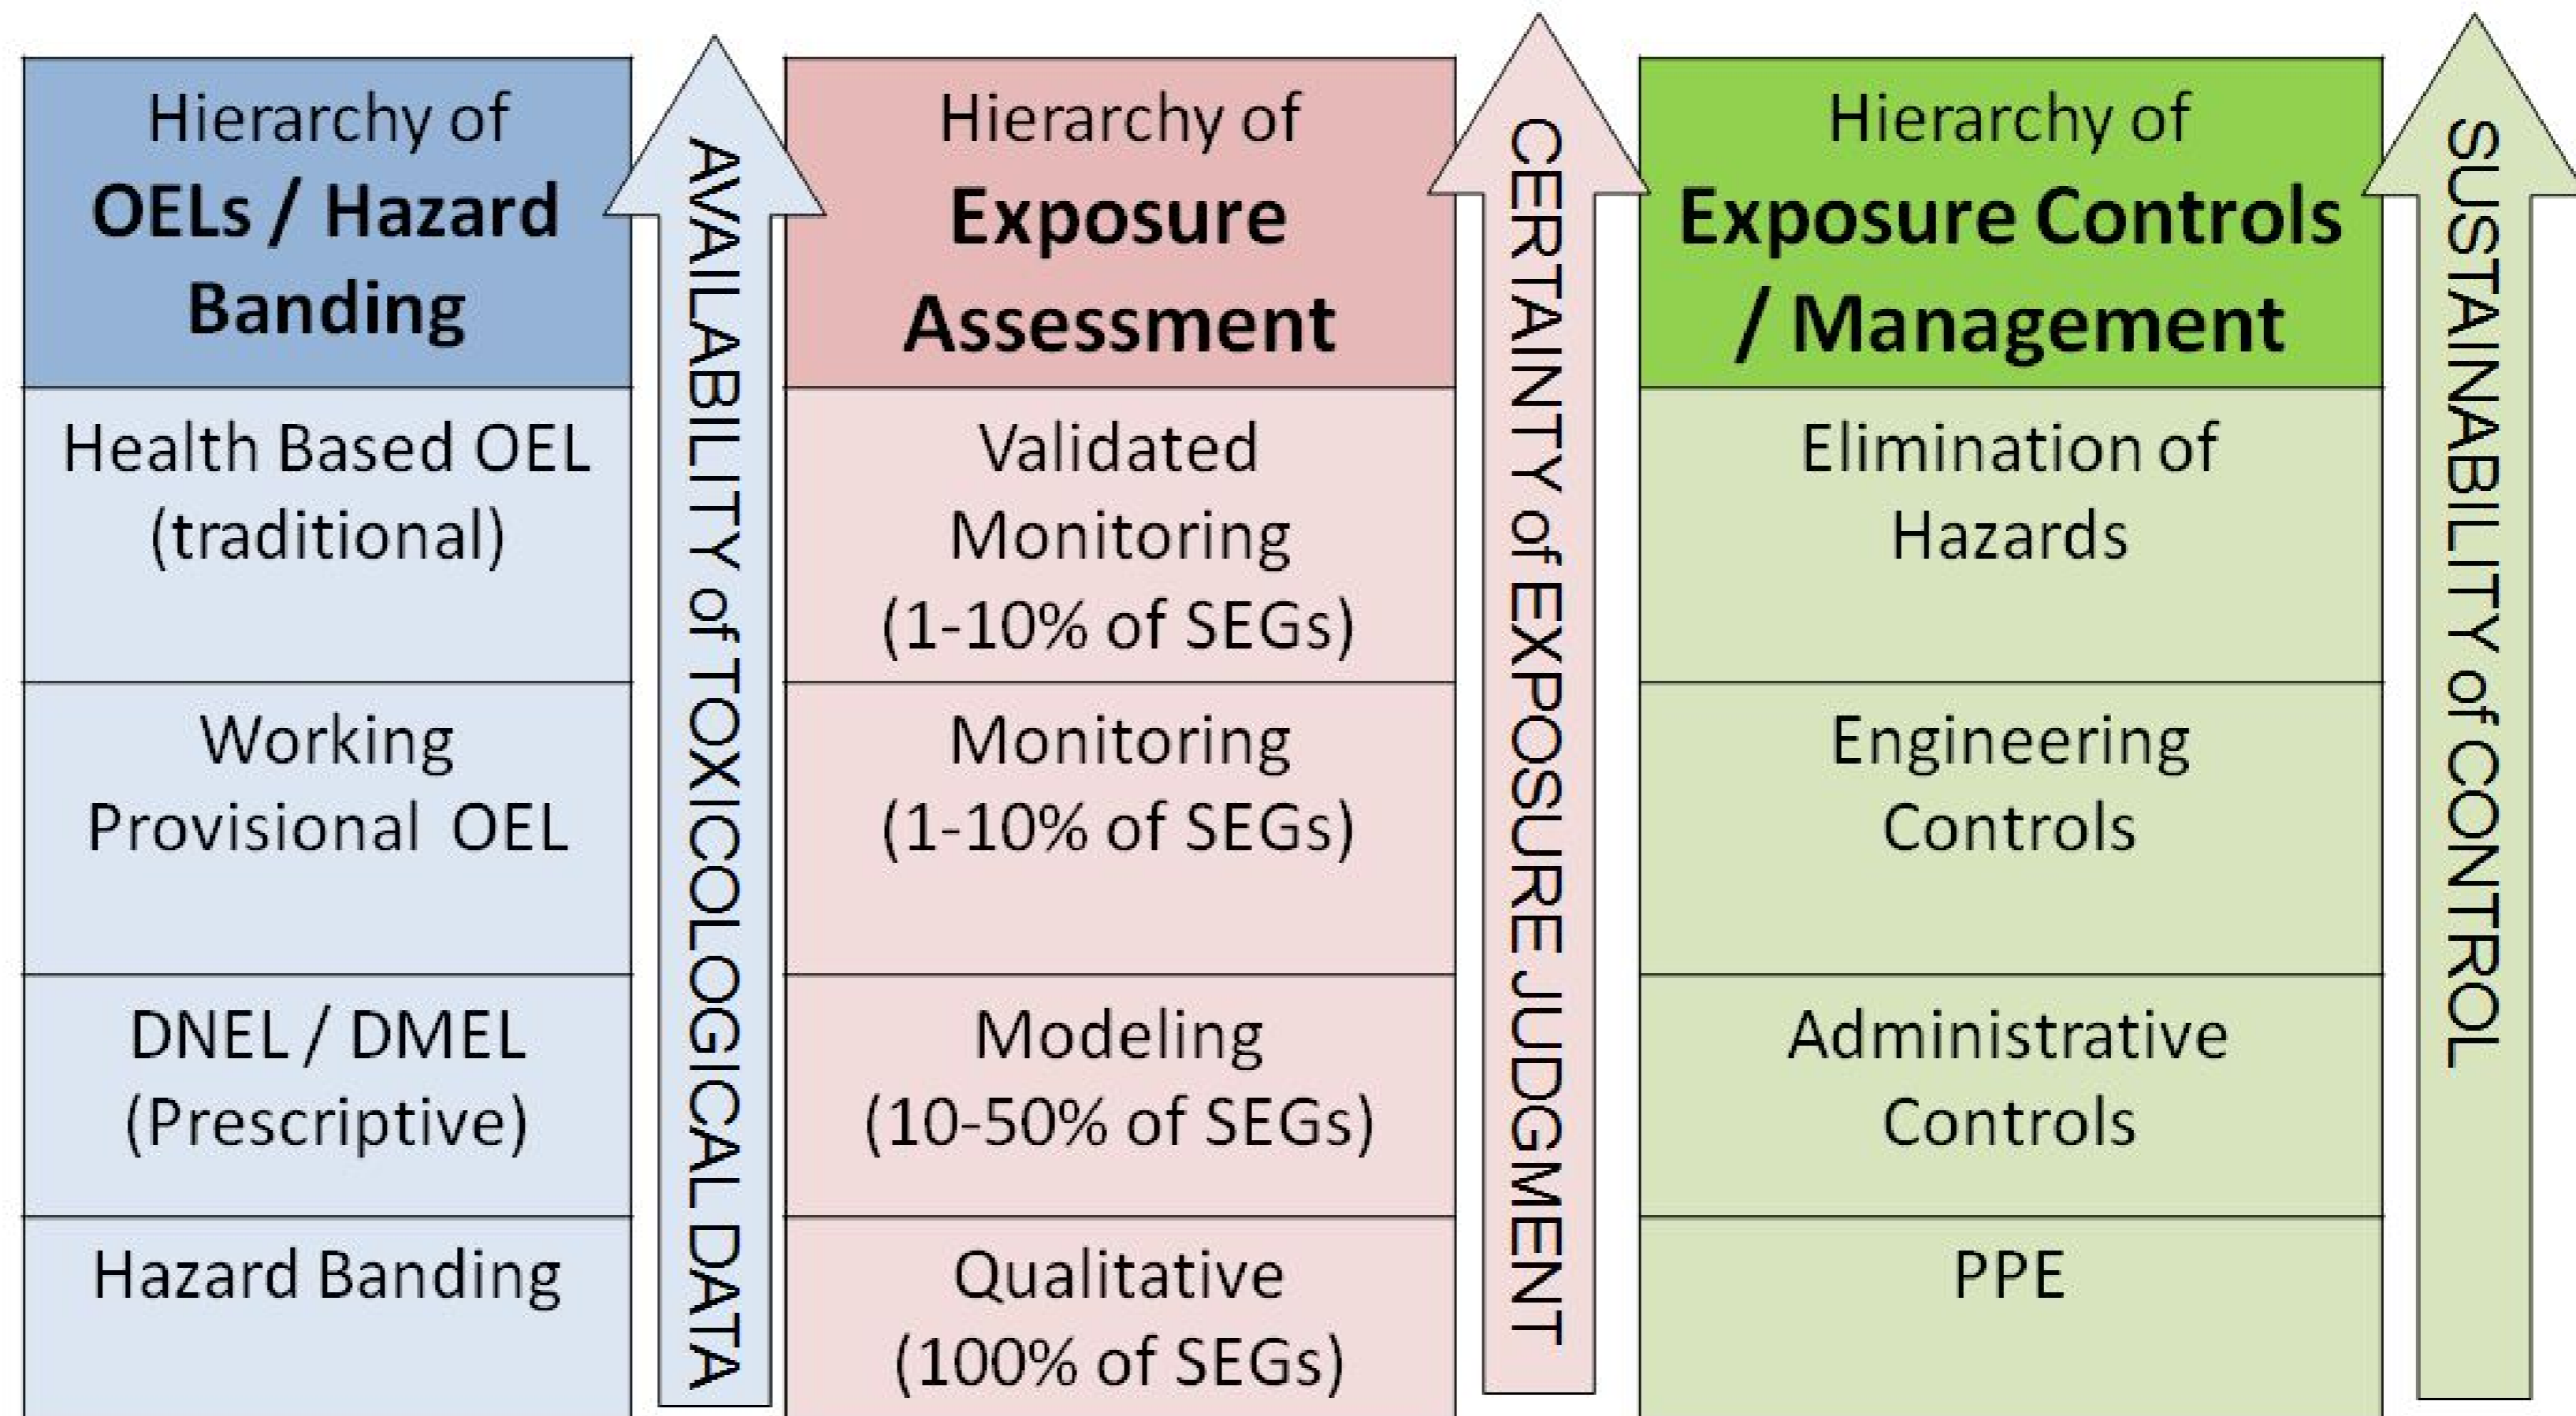 Hierarchy of
OELs / Hazard
Banding
Health Based OEL
(traditional)
Working
Provisional OEL
DNEL / DMEL
(Prescriptive)
Hazard Banding
AVAILABILITY of TOXICOLOGICAL DATA
Hierarchy of
Exposure
Assessment
Validated
Monitoring
(1-10% of SEGs)
Monitoring
(1-10% of SEGs)
Modeling
(10-50% of SEGs)
Qualitative
(100% of SEGs)
CERTAINTY of EXPOSURE JUDGMENT
Hierarchy of
Exposure Controls
/ Management
Elimination of
Hazards
Engineering
Controls
Administrative
Controls
PPE
SUSTAINABILITY of CONTROL